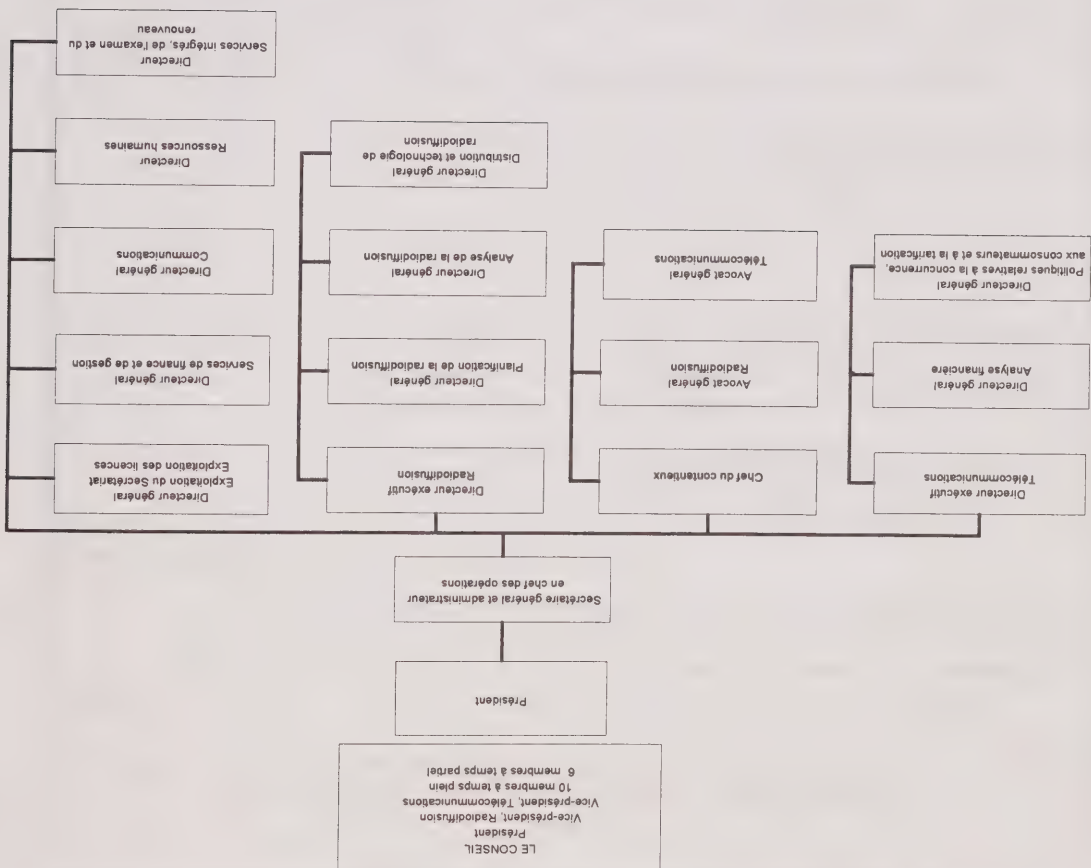 LE CONSEIL
Président
Vice-président, Radiodiffusion
Vice-président, Télécommunications
10 membres à temps plein
6 membres à temps partiel
Président
Secrétaire général et administrateur
en chef des opérations
Directeur exécutif
Télécommunications
Directeur général
Analyse financière
Directeur général
Politiques relatives à la concurrence,
aux consommateurs et à la tarification
Chef du contentieux
Avocat général
Radiodiffusion
Avocat général
Télécommunications
Directeur exécutif
Radiodiffusion
Directeur général
Planification de la radiodiffusion
Directeur général
Analyse de la radiodiffusion
Directeur général
Distribution et technologie de
radiodiffusion
Directeur général
Exploitation du Secrétariat
Exploitation des licences
Directeur général
Services de finance et de gestion
Directeur général
Communications
Directeur
Ressources humaines
Directeur
Services intégrés, de l'examen et du
renouveau